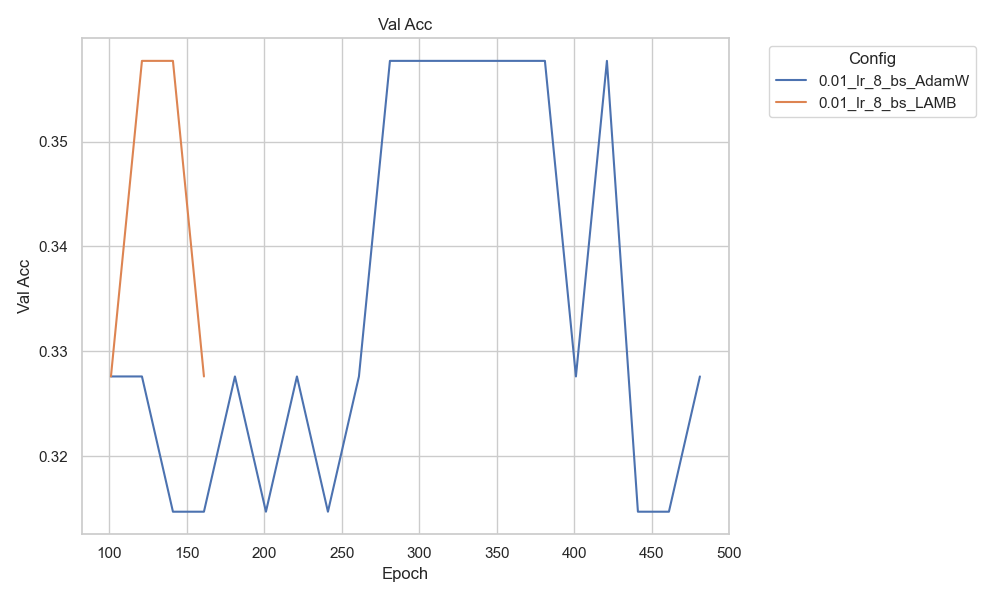 Val Acc
Config
0.01_lr_8_bs_AdamW
0.01_lr_8_bs_LAMB
Val Acc
0.35
0.34
0.33
0.32
100 150 200 250 300 350 400 450 500
Epoch